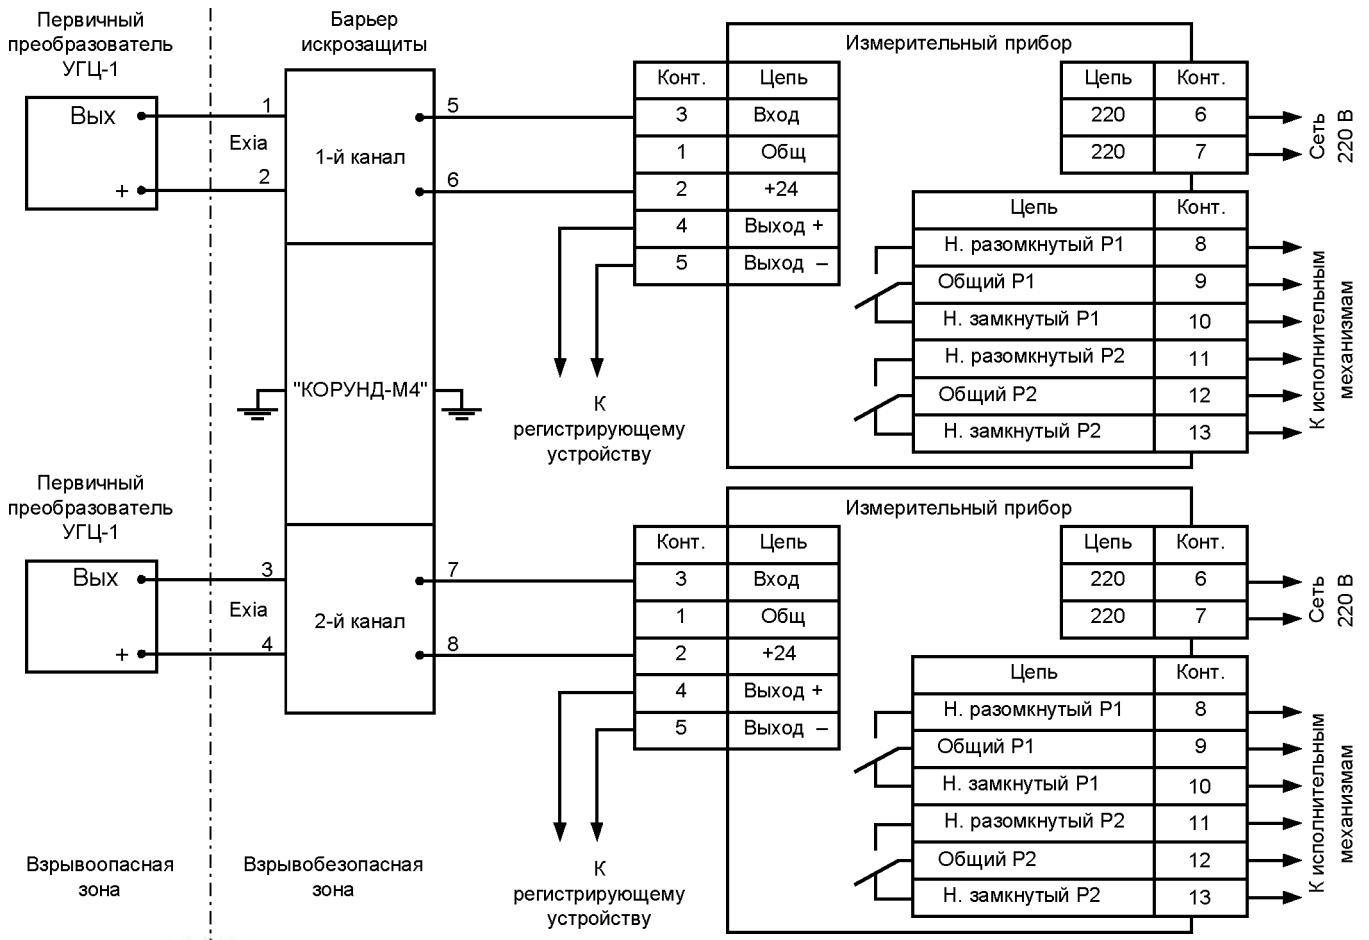 Первичный
преобразователь
УГЦ-1
Вых
+
1
Exia
2
Барьер
искрозащиты
1-й канал
5
6
"КОРУНД-М4"
Измерительный прибор
Конт. Цепь
3 Вход
1 Общ
2 +24
4 Выход +
5 Выход –
К
регистрирующему
устройству
Цепь Конт.
220 6
220 7
Сеть
220 В
Цепь Конт.
Н. разомкнутый Р1 8
Общий Р1 9
Н. замкнутый Р1 10
Н. разомкнутый Р2 11
Общий Р2 12
Н. замкнутый Р2 13
К исполнительным
механизмам
Первичный
преобразователь
УГЦ-1
Вых
+
3
Exia
4
2-й канал
7
8
Измерительный прибор
Конт. Цепь
3 Вход
1 Общ
2 +24
4 Выход +
5 Выход –
К
регистрирующему
устройству
Цепь Конт.
220 6
220 7
Сеть
220 В
Цепь Конт.
Н. разомкнутый Р1 8
Общий Р1 9
Н. замкнутый Р1 10
Н. разомкнутый Р2 11
Общий Р2 12
Н. замкнутый Р2 13
К исполнительным
механизмам
Взрывоопасная
зона
Взрывобезопасная
зона